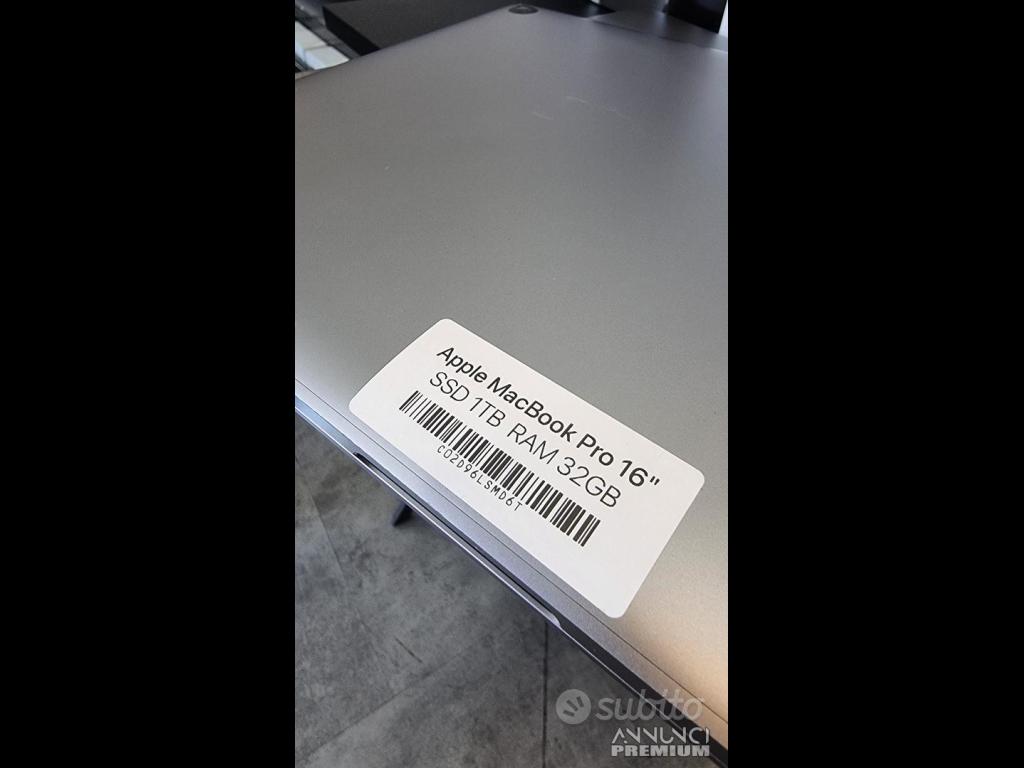 Apple MacBook Pro 16"
SSD 1TB RAM 32GB
C02D96LSMD6T
subito
ANNUNCI
PREMIUM